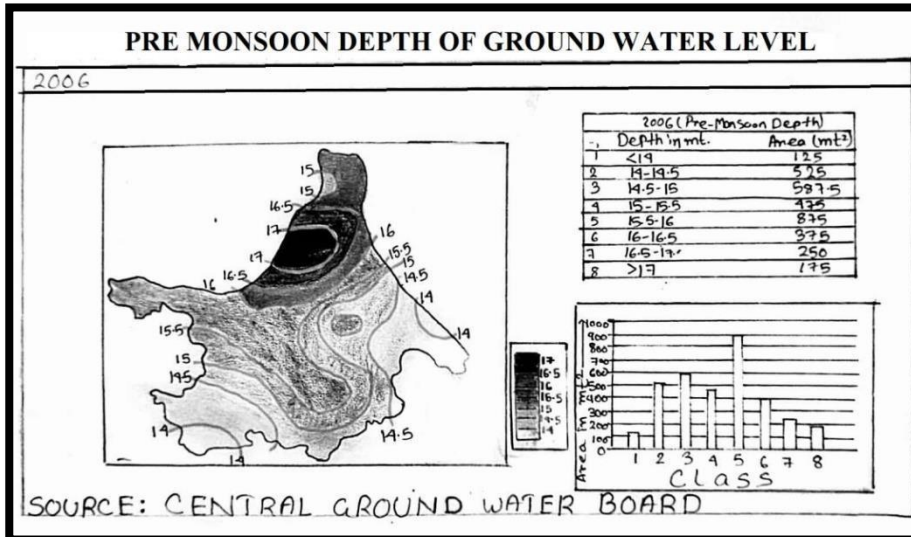 PRE MONSOON DEPTH OF GROUND WATER LEVEL
2006
15
15
16.5
17
17
16.5
16
16
15.5
15
14.5
14
14
15.5
15
14.5
14
14
14.5
2006 (Pre-Monsoon Depth)
Depth in mt. Area (mt²)
1 <14 125
2 14-14.5 525
3 14.5-15 587.5
4 15-15.5 475
5 15.5-16 875
6 16-16.5 375
7 16.5-17. 250
8 >17 175
17
16.5
16
16.5
15
14.5
14
1000
900
800
700
600
500
400
300
200
100
0
Area in mt²
1 2 3 4 5 6 7 8
CLASS
SOURCE: CENTRAL GROUND WATER BOARD